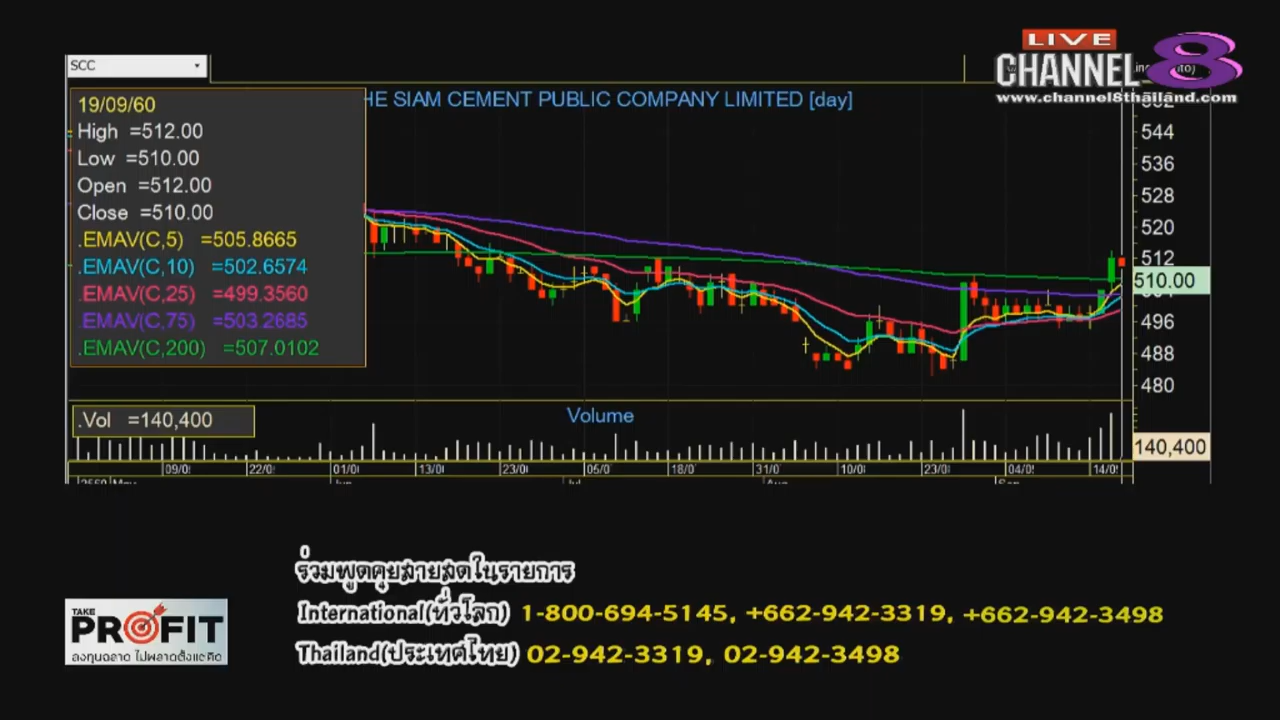 LIVE
CHANNEL 8
www.channel8thailand.com
SCC
THE SIAM CEMENT PUBLIC COMPANY LIMITED [day]
19/09/60
High =512.00
Low =510.00
Open =512.00
Close =510.00
.EMAV(C,5) =505.8665
.EMAV(C,10) =502.6574
.EMAV(C,25) =499.3560
.EMAV(C,75) =503.2685
.EMAV(C,200) =507.0102
544
536
528
520
512
510.00
496
488
480
.Vol =140,400
Volume
140,400
09/0 22/0 01/0 13/0 23/0 05/0 18/0 31/0 10/0 23/0 04/0 14/0
ร่วมพูดคุยสายสดในรายการ
International(ทั่วโลก) 1-800-694-5145, +662-942-3319, +662-942-3498
Thailand(ประเทศไทย) 02-942-3319, 02-942-3498
TAKE
PROFIT
ลงทุนฉลาด ไม่พลาดตั้งแต่คิด